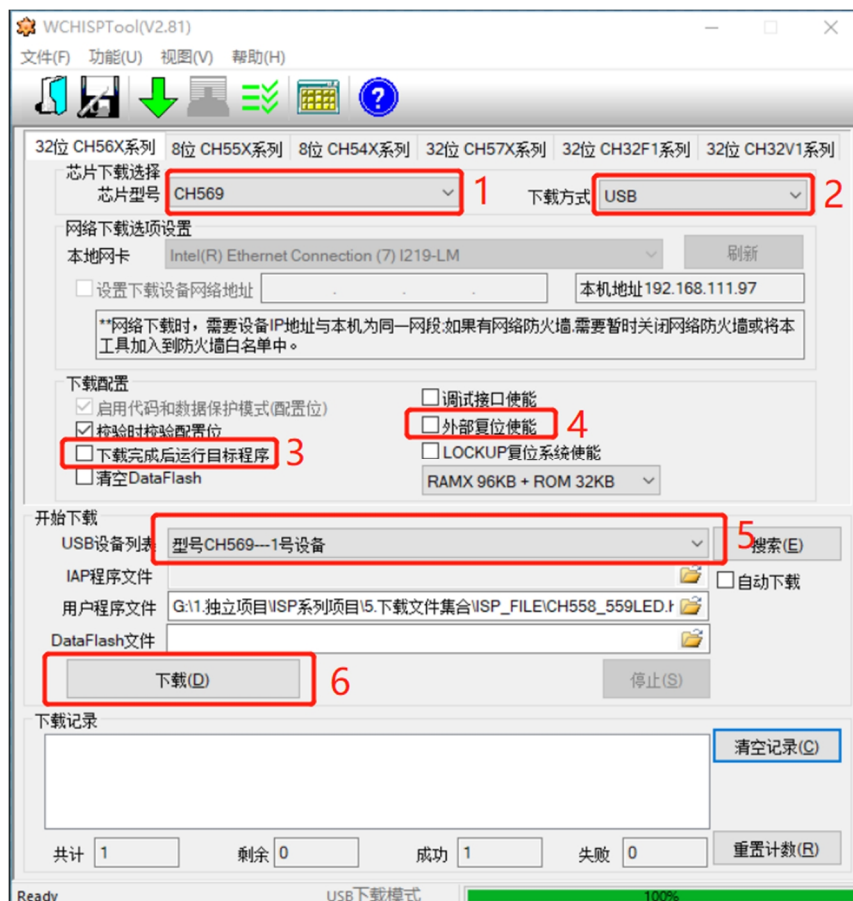 WCHISPTool(V2.81)
文件(F) 功能(U) 视图(V) 帮助(H)
32位 CH56X系列 8位 CH55X系列 8位 CH54X系列 32位 CH57X系列 32位 CH32F1系列 32位 CH32V1系列
芯片下载选择
芯片型号 CH569 1 下载方式 USB 2
网络下载选项设置
本地网卡 Intel(R) Ethernet Connection (7) I219-LM 刷新
设置下载设备网络地址 . . . 本机地址192.168.111.97
**网络下载时，需要设备IP地址与本机为同一网段;如果有网络防火墙.需要暂时关闭网络防火墙或将本
工具加入到防火墙白名单中。
下载配置
启用代码和数据保护模式(配置位) 调试接口使能
校验时校验配置位 外部复位使能 4
下载完成后运行目标程序 3 LOCKUP复位系统使能
清空DataFlash RAMX 96KB + ROM 32KB
开始下载
USB设备列表 型号CH569---1号设备 5 搜索(E)
IAP程序文件 自动下载
用户程序文件 G:\1.独立项目\ISP系列项目\5.下载文件集合\ISP_FILE\CH558_559LED.
DataFlash文件
下载(D) 6 停止(S)
下载记录
清空记录(C)
共计 1 剩余 0 成功 1 失败 0 重置计数(R)
Ready USB下载模式 100%